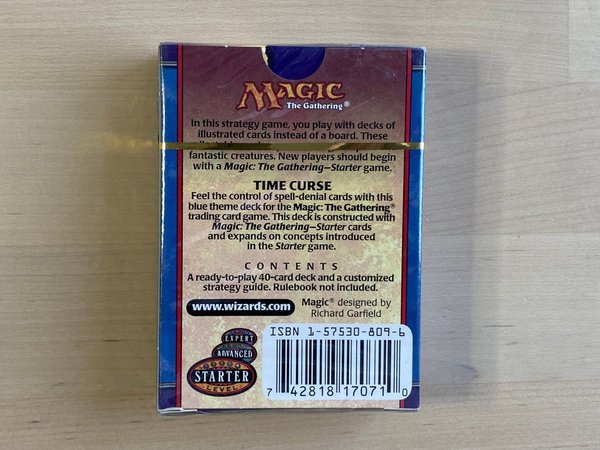 MAGIC
The Gathering®
In this strategy game, you play with decks of
illustrated cards instead of a board. These
fantastic creatures. New players should begin
with a Magic: The Gathering—Starter game.
TIME CURSE
Feel the control of spell-denial cards with this
blue theme deck for the Magic: The Gathering®
trading card game. This deck is constructed with
Magic: The Gathering—Starter cards
and expands on concepts introduced
in the Starter game.
CONTENTS
A ready-to-play 40-card deck and a customized
strategy guide. Rulebook not included.
www.wizards.com
Magic® designed by
Richard Garfield
ISBN 1-57530-809-6
EXPERT
ADVANCED
STARTER
LEVEL
7 42818 17071 0